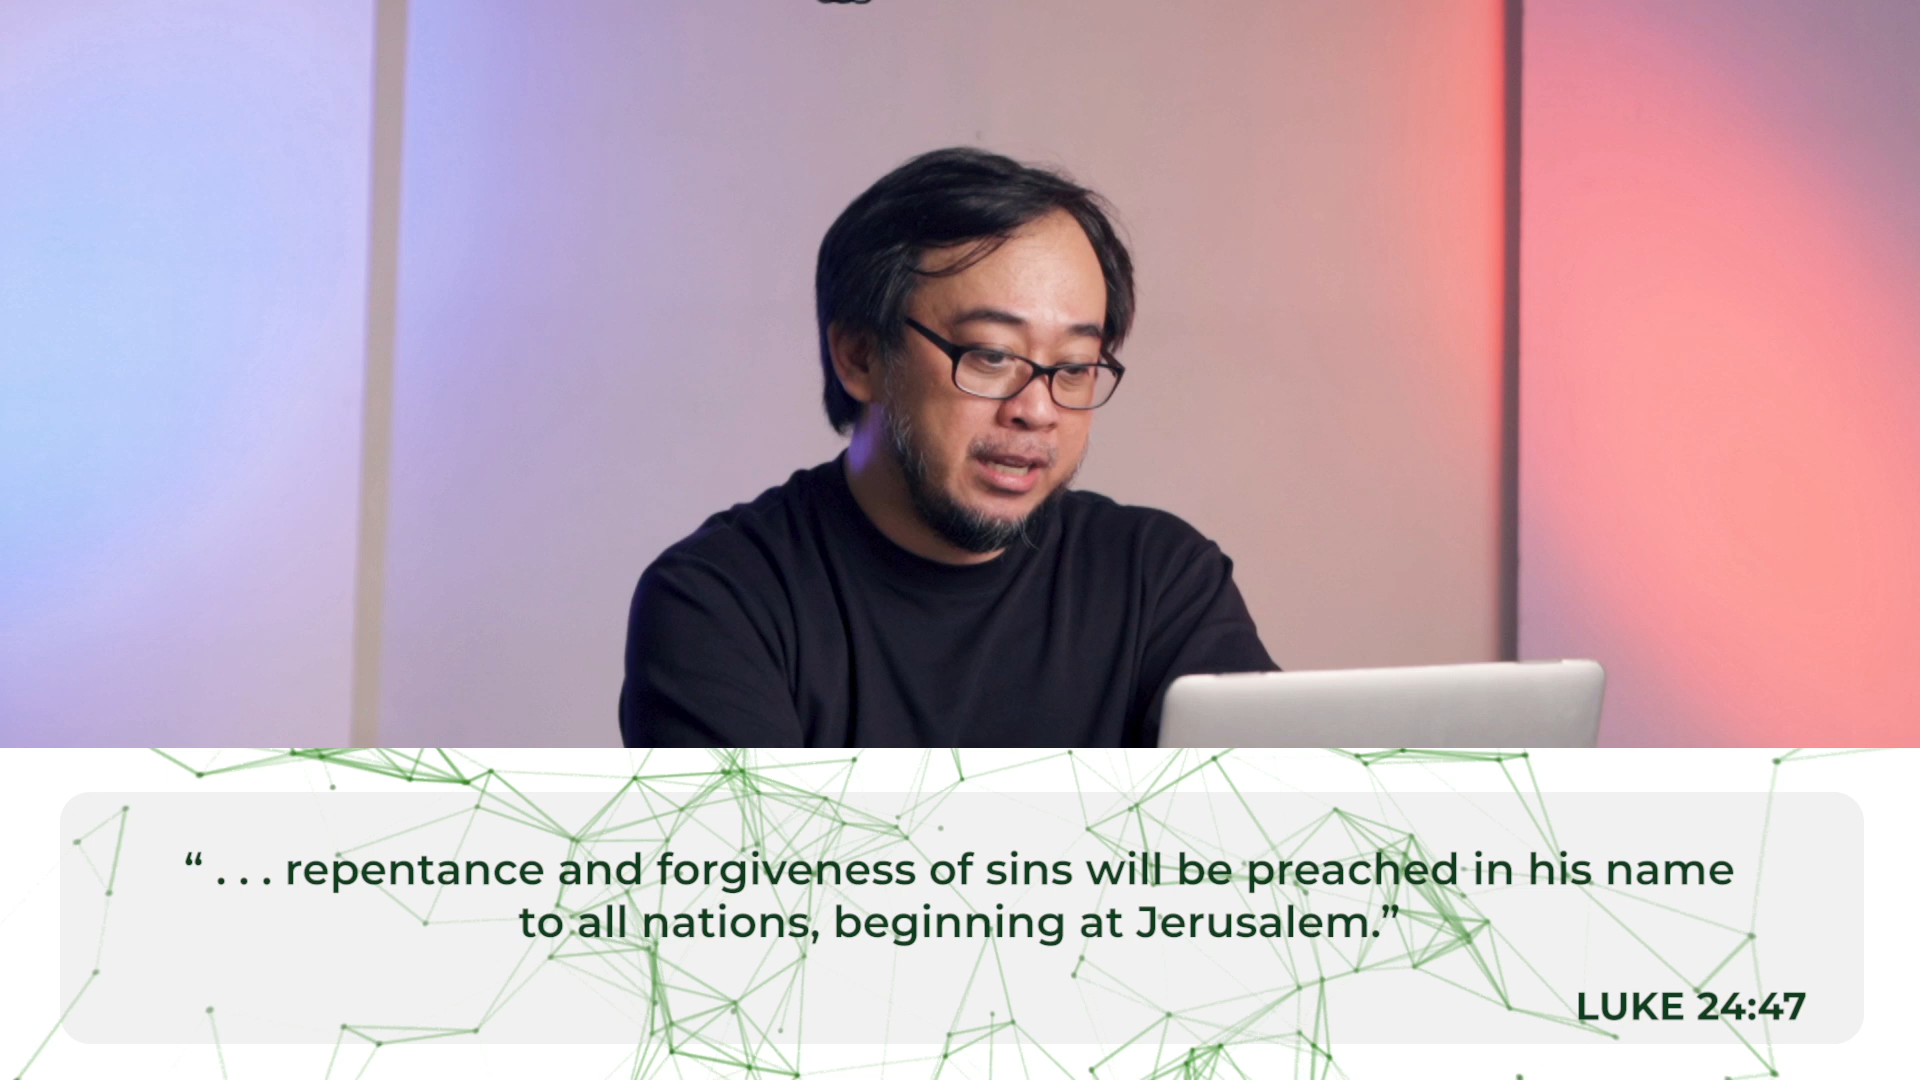 “ . . . repentance and forgiveness of sins will be preached in his name
to all nations, beginning at Jerusalem.”
LUKE 24:47